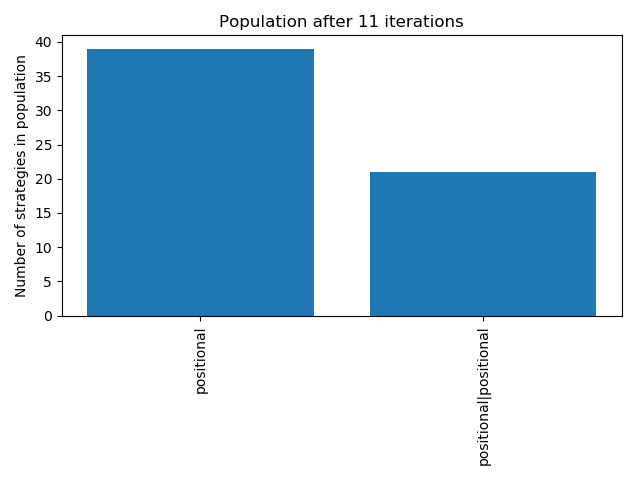 Population after 11 iterations
Number of strategies in population
40
35
30
25
20
15
10
5
0
positional
positional|positional